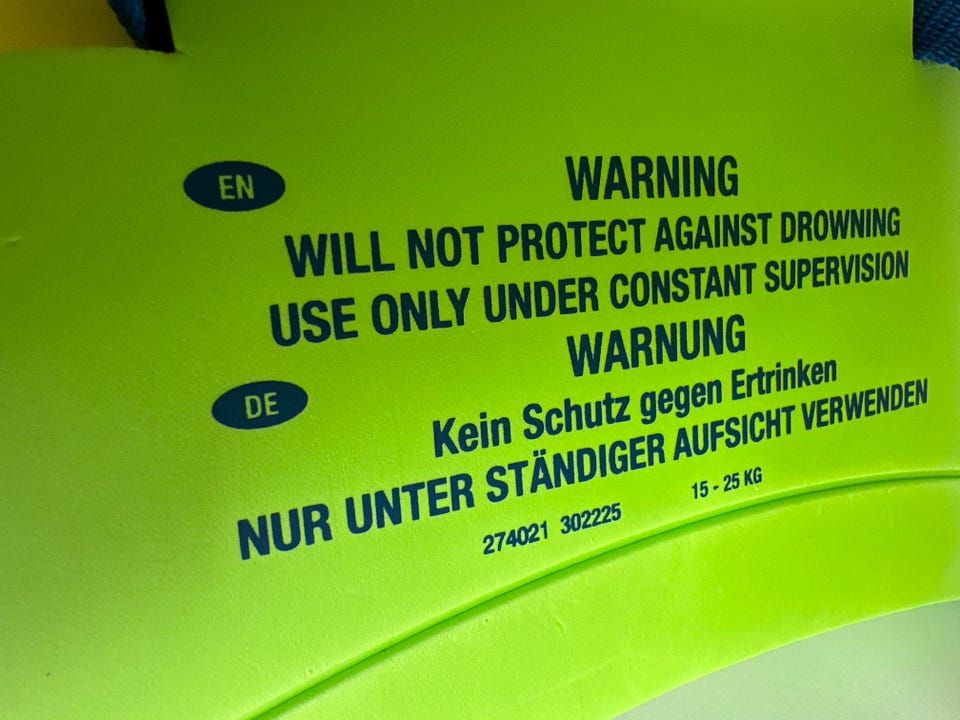 EN
WARNING
WILL NOT PROTECT AGAINST DROWNING
USE ONLY UNDER CONSTANT SUPERVISION
DE
WARNUNG
Kein Schutz gegen Ertrinken
NUR UNTER STÄNDIGER AUFSICHT VERWENDEN
274021 302225 15 - 25 KG